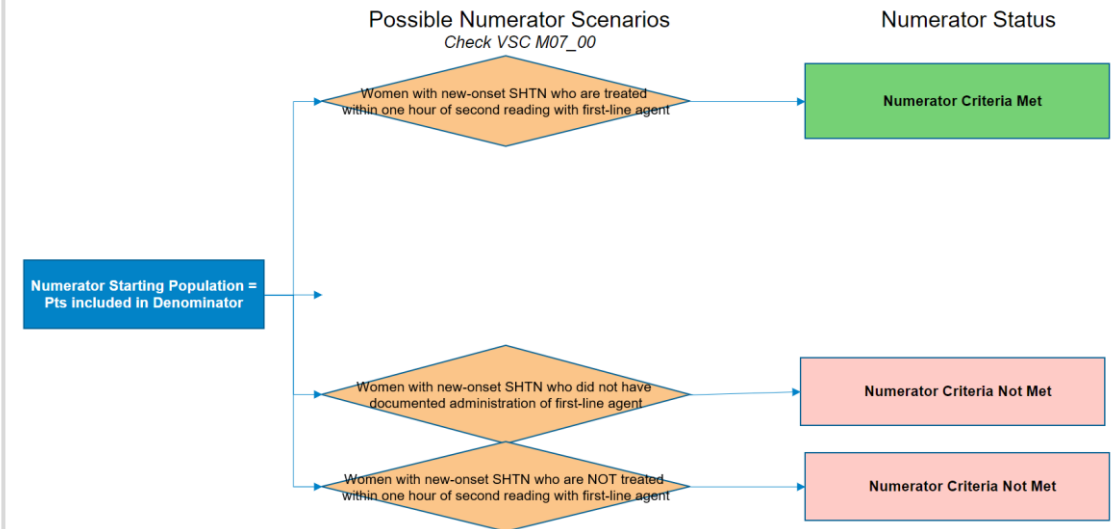 Possible Numerator Scenarios
Check VSC M07_00
Numerator Status
Women with new-onset SHTN who are treated
within one hour of second reading with first-line agent
Numerator Criteria Met
Numerator Starting Population =
Pts included in Denominator
Women with new-onset SHTN who did not have
documented administration of first-line agent
Numerator Criteria Not Met
Women with new-onset SHTN who are NOT treated
within one hour of second reading with first-line agent
Numerator Criteria Not Met